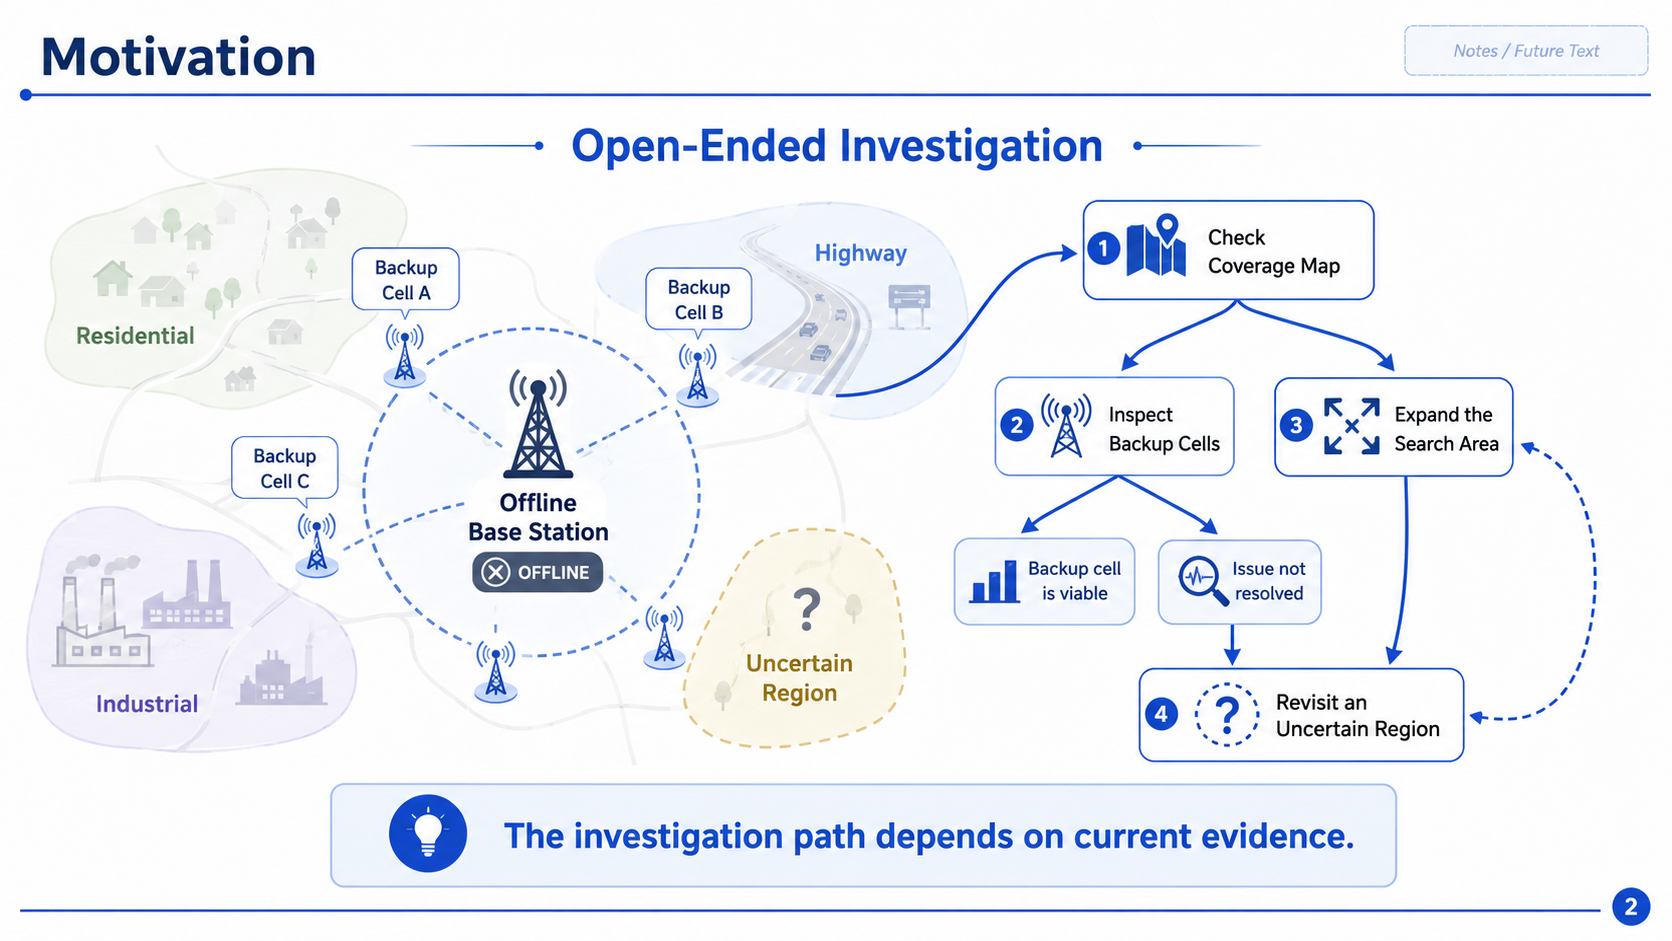 Motivation
Notes / Future Text
Open-Ended Investigation
Residential
Backup
Cell A
Backup
Cell B
Highway
Backup
Cell C
Offline
Base Station
OFFLINE
Industrial
?
Uncertain
Region
1
Check
Coverage Map
2
Inspect
Backup Cells
3
Expand the
Search Area
Backup cell
is viable
Issue not
resolved
4
?
Revisit an
Uncertain Region
The investigation path depends on current evidence.
2